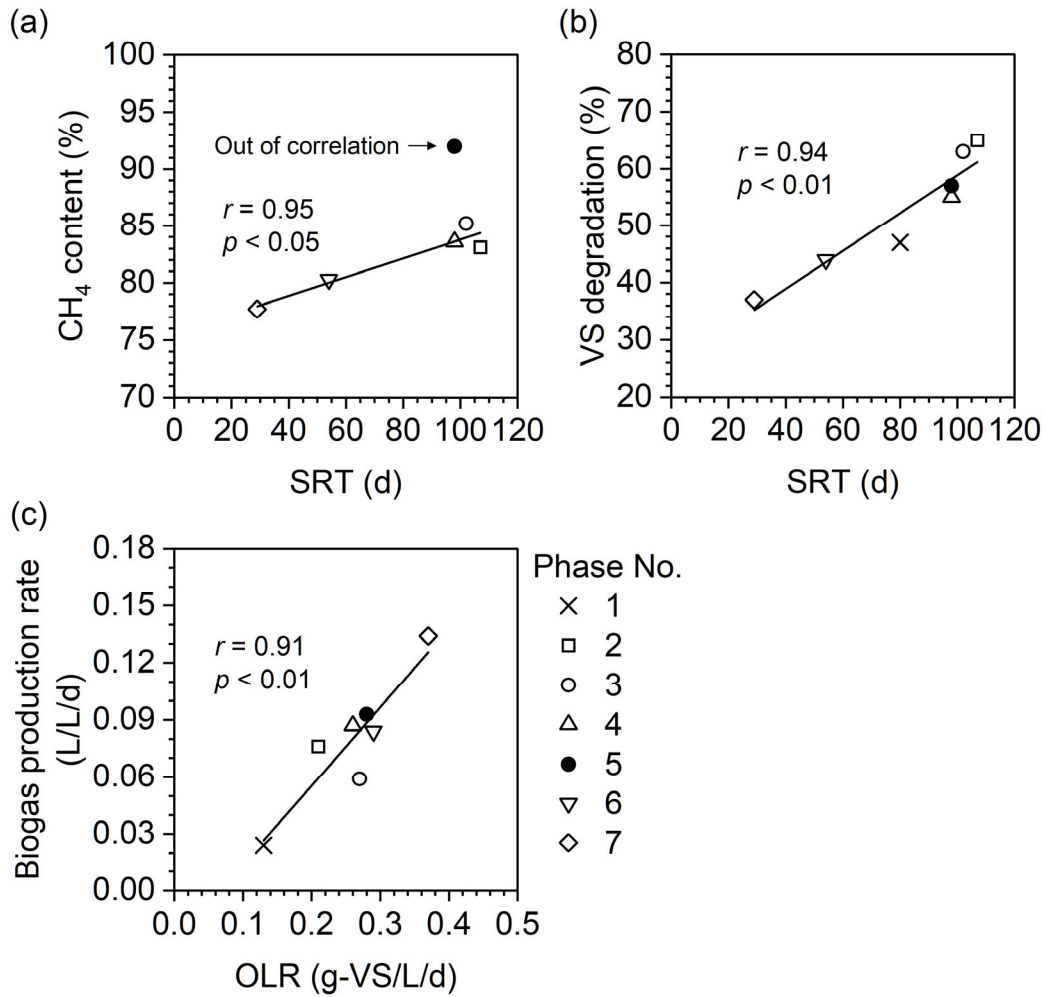 (a)
CH₄ content (%)
100
95
90
85
80
75
70
Out of correlation
r = 0.95
p < 0.05
0 20 40 60 80 100 120
SRT (d)
(b)
VS degradation (%)
80
70
60
50
40
30
20
r = 0.94
p < 0.01
0 20 40 60 80 100 120
SRT (d)
(c)
Biogas production rate
(L/L/d)
0.18
0.15
0.12
0.09
0.06
0.03
0.00
r = 0.91
p < 0.01
0.0 0.1 0.2 0.3 0.4 0.5
OLR (g-VS/L/d)
Phase No.
1
2
3
4
5
6
7